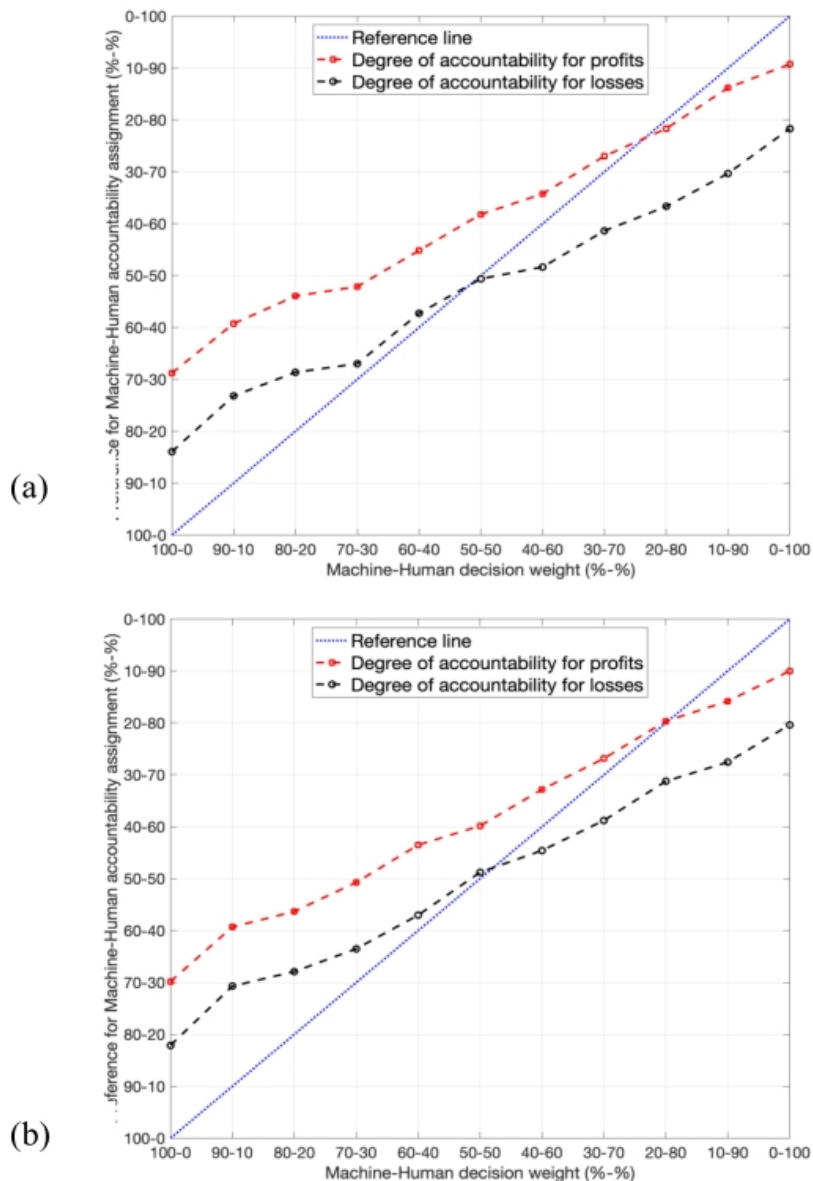 0-100
10-90
20-80
30-70
40-60
50-50
60-40
70-30
80-20
90-10
100-0
for Machine-Human accountability assignment (%-%)
Reference line
Degree of accountability for profits
Degree of accountability for losses
(a)
100-0 90-10 80-20 70-30 60-40 50-50 40-60 30-70 20-80 10-90 0-100
Machine-Human decision weight (%-%)
0-100
10-90
20-80
30-70
40-60
50-50
60-40
70-30
80-20
90-10
100-0
for Machine-Human accountability assignment (%-%)
Reference line
Degree of accountability for profits
Degree of accountability for losses
(b)
100-0 90-10 80-20 70-30 60-40 50-50 40-60 30-70 20-80 10-90 0-100
Machine-Human decision weight (%-%)